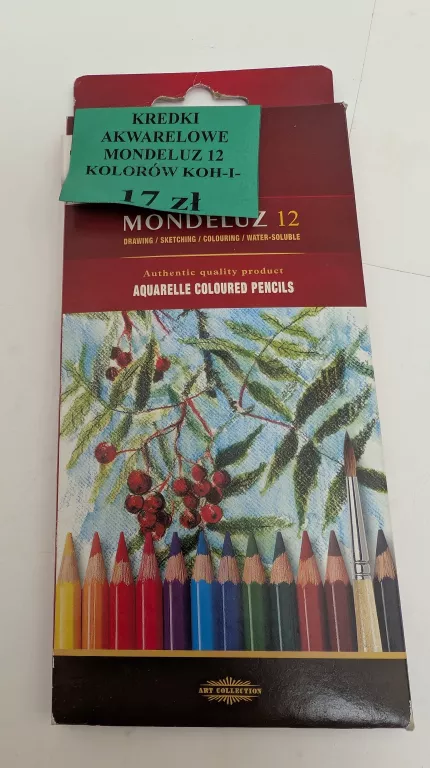 KREDKI
AKWARELOWE
MONDELUZ 12
KOLORÓW KOH-I-
17 zł
MONDELUZ 12
DRAWING / SKETCHING / COLOURING / WATER-SOLUBLE
Authentic quality product
AQUARELLE COLOURED PENCILS
ART COLLECTION